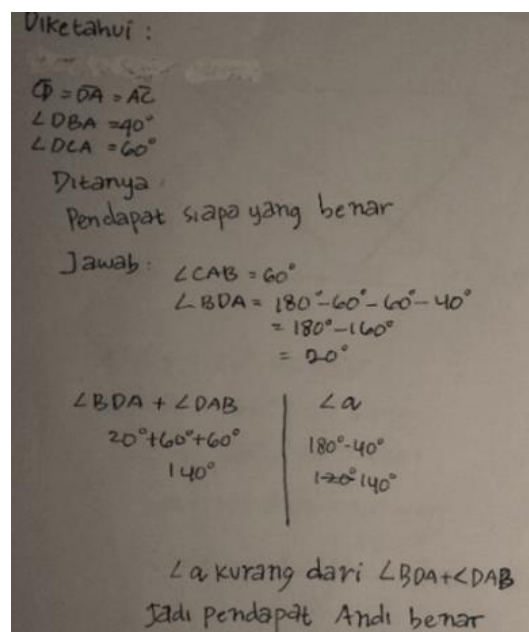 Diketahui :
CD = DA = AC
∠DBA = 40°
∠DCA = 60°
Ditanya :
Pendapat siapa yang benar
Jawab : ∠CAB = 60°
∠BDA = 180°-60°-60°-40°
= 180°-160°
= 20°
∠BDA + ∠DAB
20°+60°+60°
140°
∠a
180°-40°
120° 140°
∠a kurang dari ∠BDA+∠DAB
Jadi pendapat Andi benar